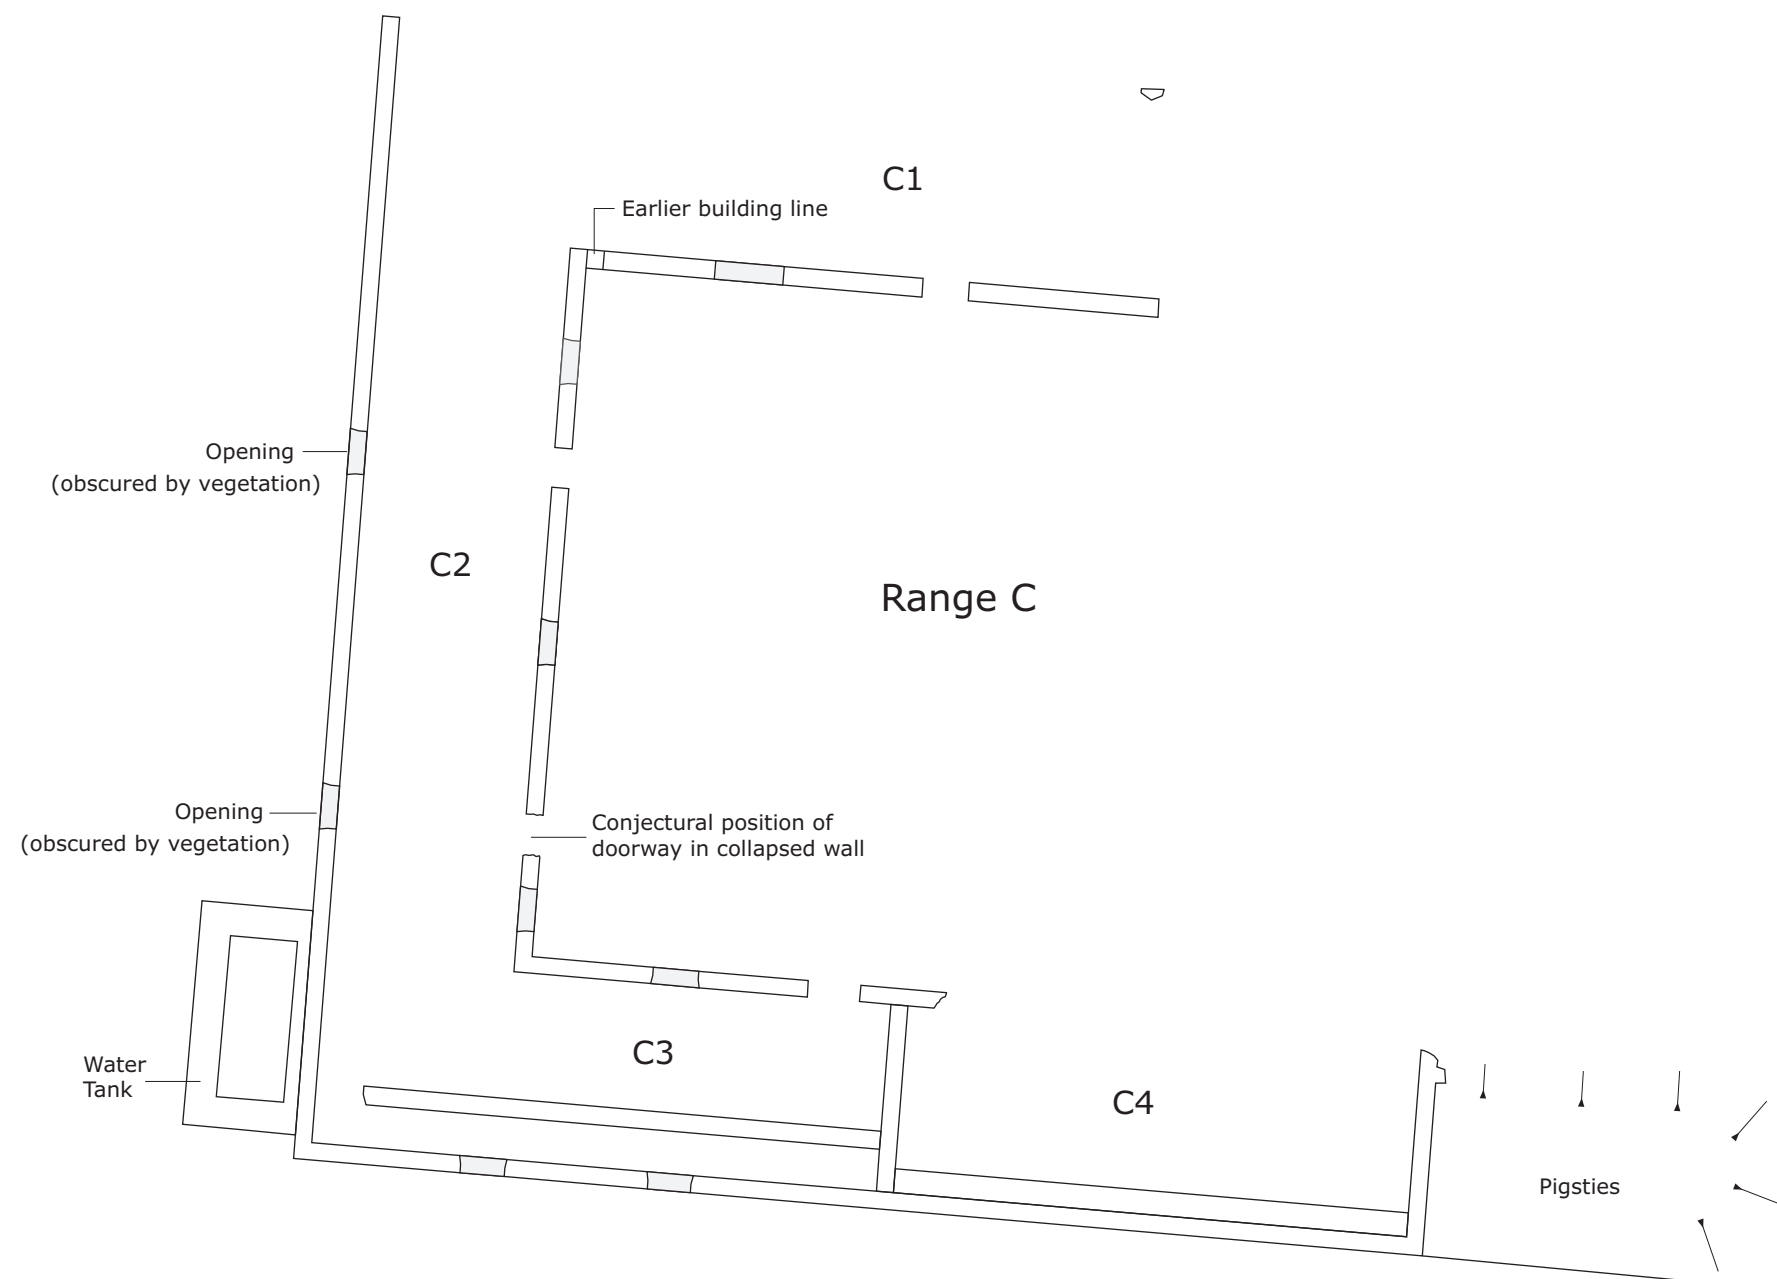 C1
Earlier building line
Opening
(obscured by vegetation)
C2
Range C
Opening
(obscured by vegetation)
Conjectural position of
doorway in collapsed wall
C3
Water
Tank
C4
Pigsties